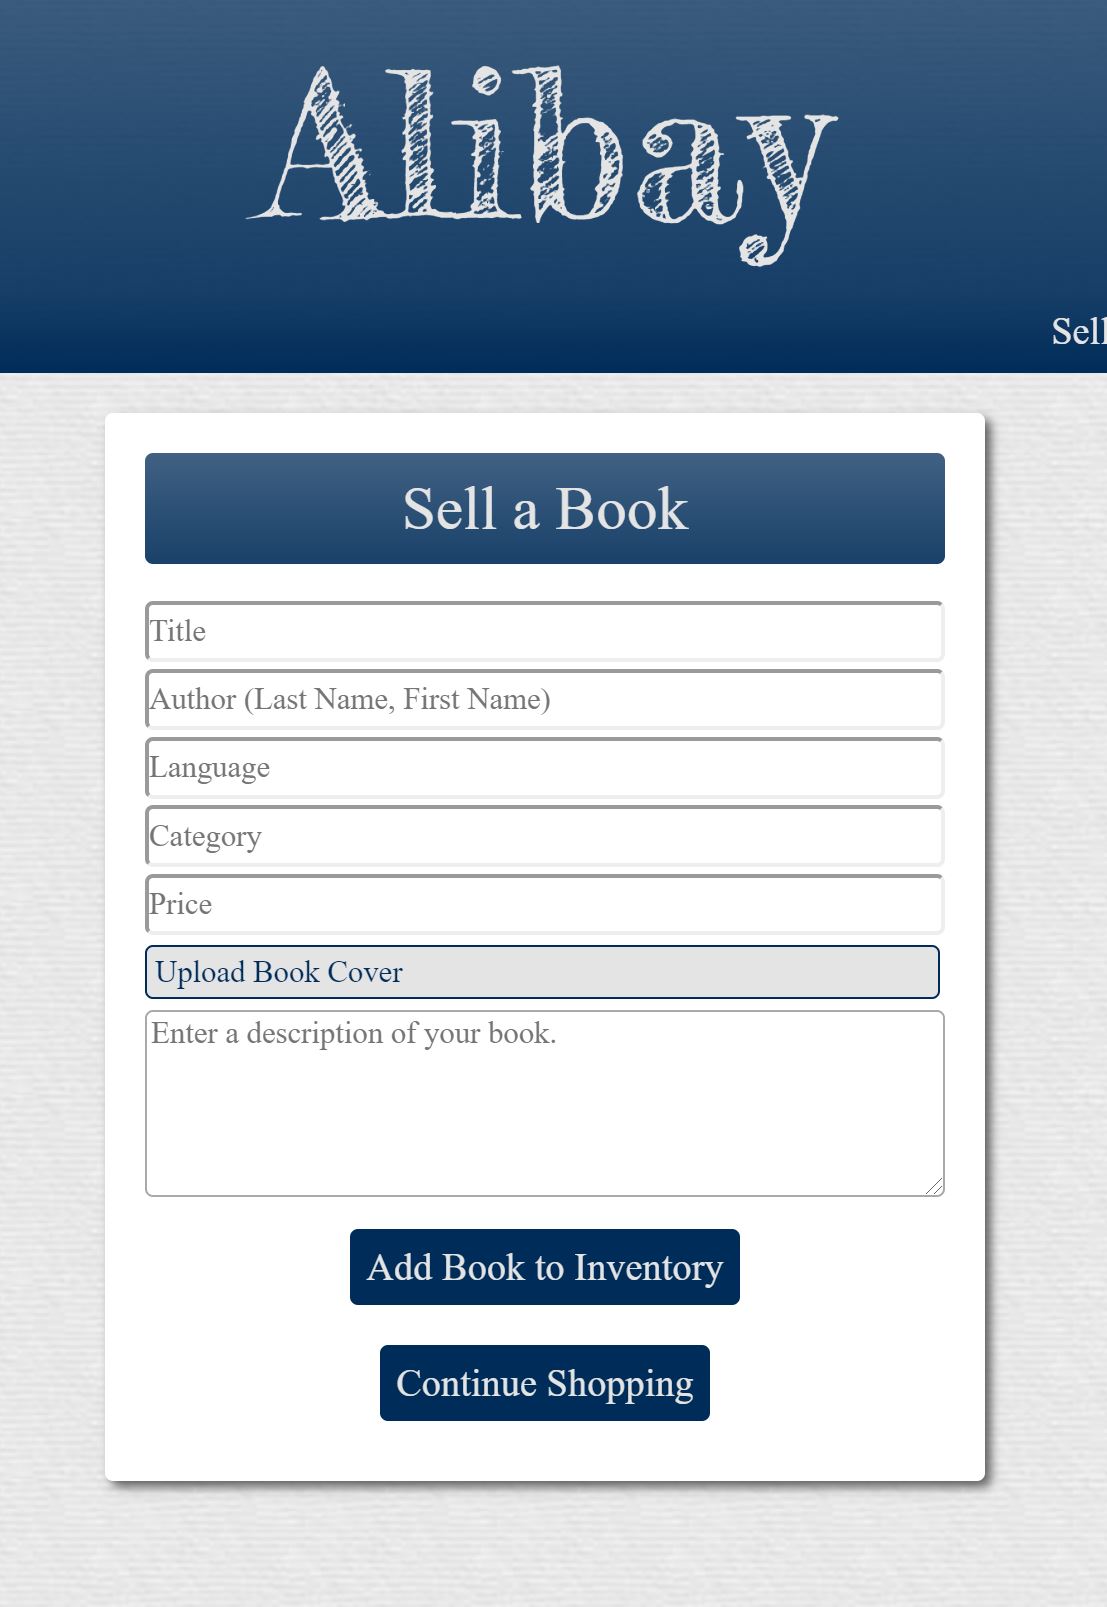 Alibay
Sell
Sell a Book
Title
Author (Last Name, First Name)
Language
Category
Price
Upload Book Cover
Enter a description of your book.
Add Book to Inventory
Continue Shopping